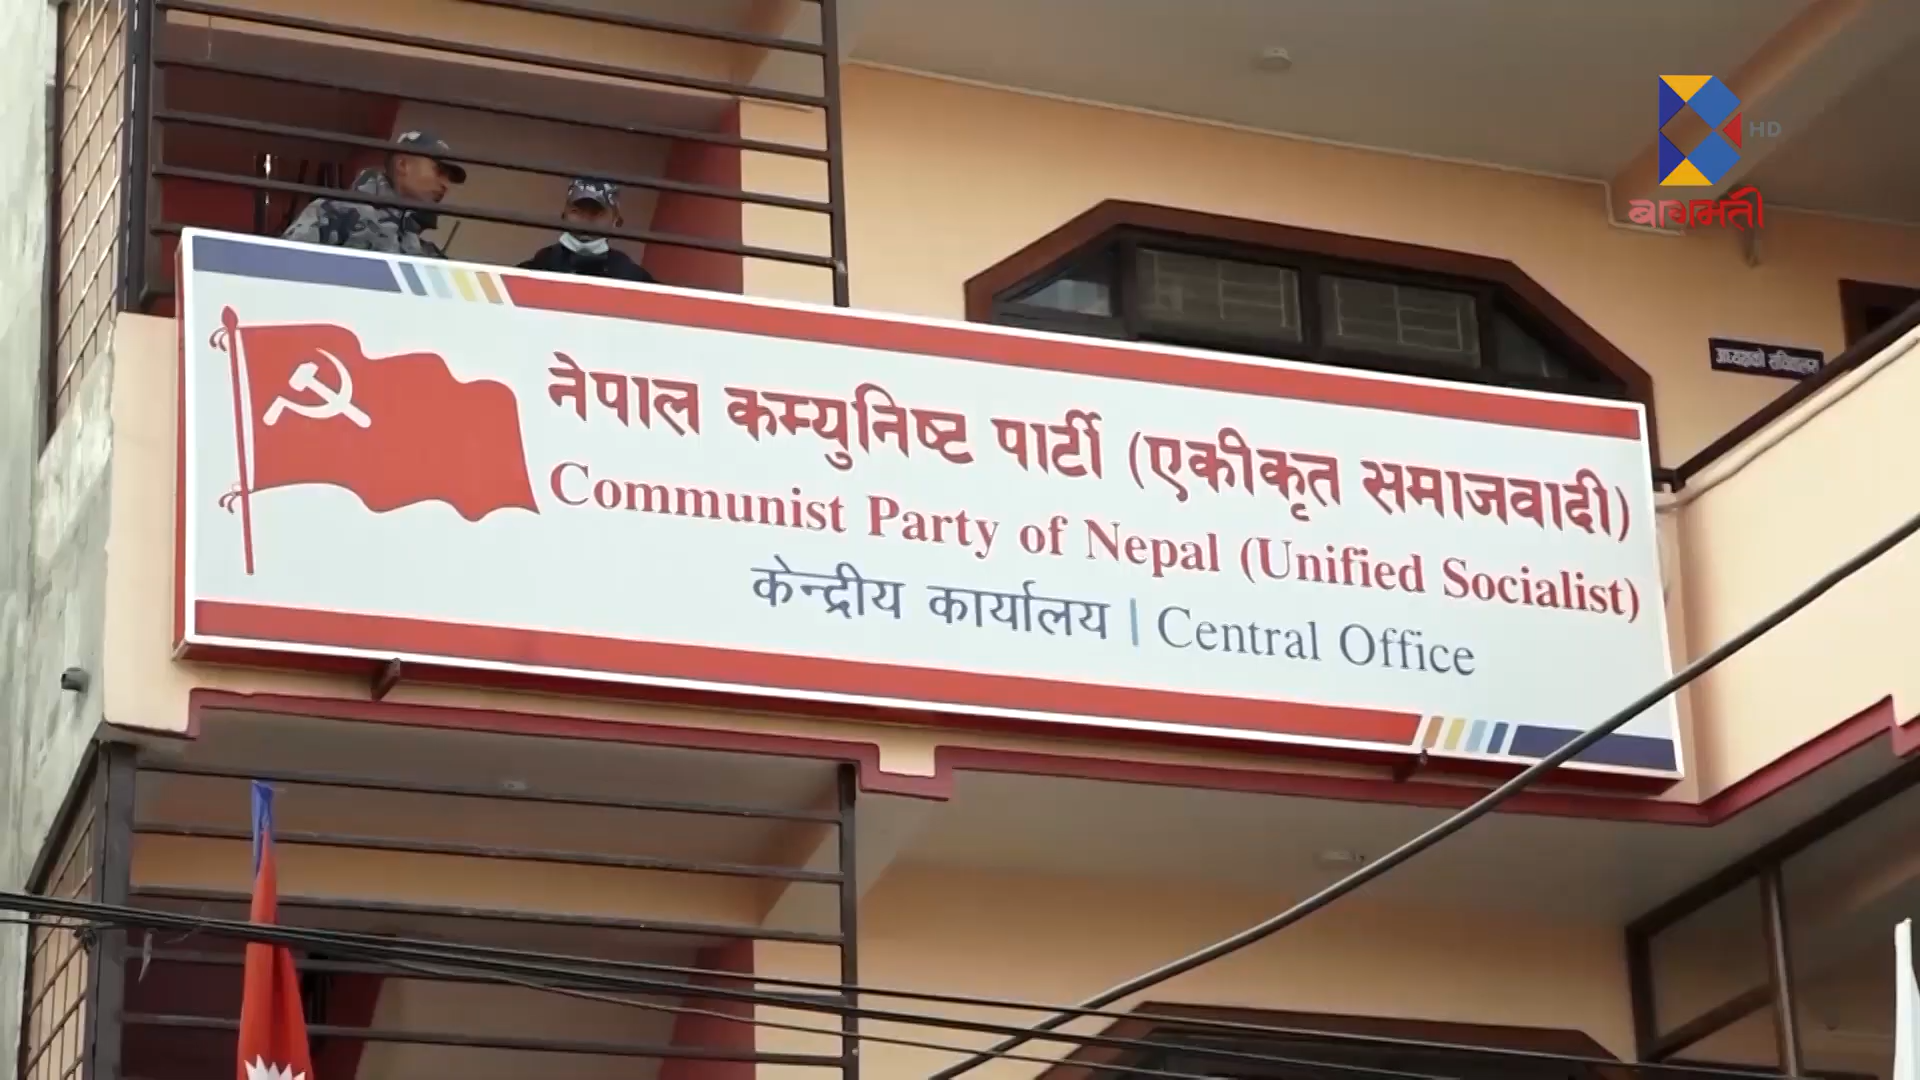 HD
बागमती
नेपाल कम्युनिष्ट पार्टी (एकीकृत समाजवादी)
Communist Party of Nepal (Unified Socialist)
केन्द्रीय कार्यालय | Central Office